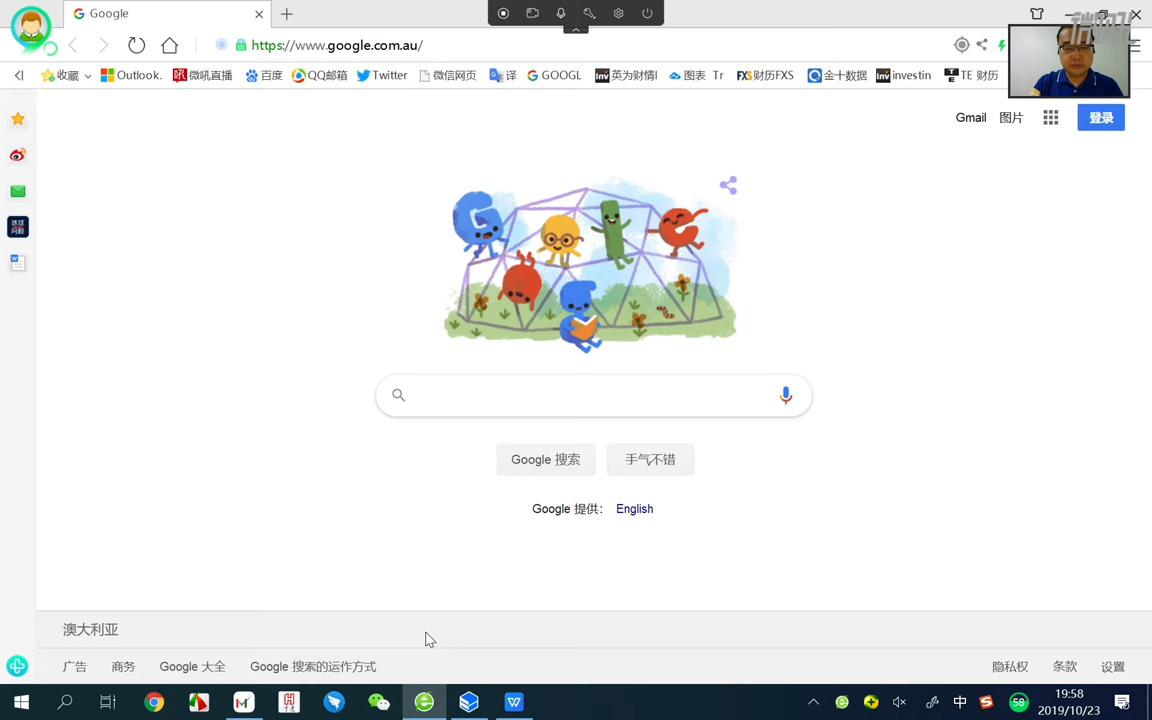 Google
https://www.google.com.au/
收藏 Outlook. 微吼直播 百度 QQ邮箱 Twitter 微信网页 译 GOOGL 英为财情I 图表 Tr 财历FXS 金十数据 investin TE 财历
Gmail 图片 登录
Google 搜索 手气不错
Google 提供： English
澳大利亚
广告 商务 Google 大全 Google 搜索的运作方式 隐私权 条款 设置
中 58 19:58
2019/10/23